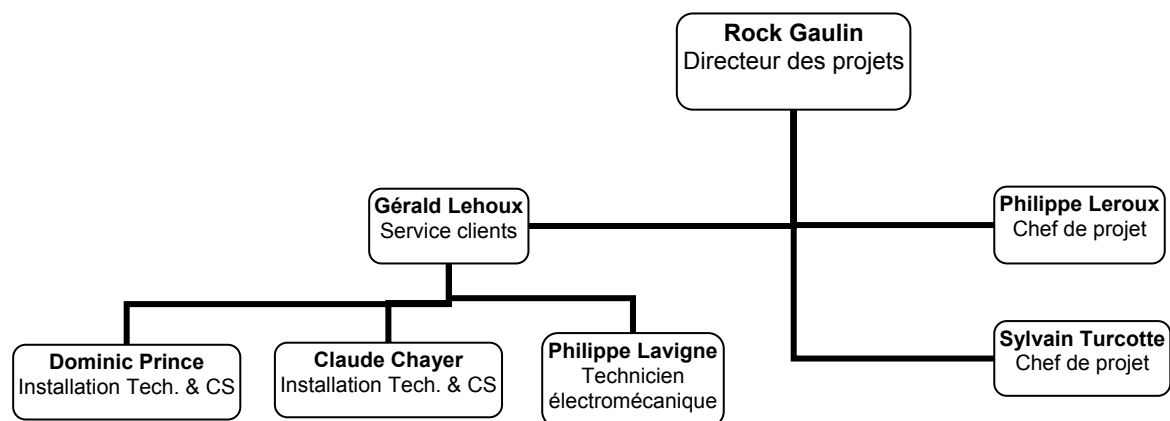 Rock Gaulin
Directeur des projets
Gérald Lehoux
Service clients
Philippe Leroux
Chef de projet
Dominic Prince
Installation Tech. & CS
Claude Chayer
Installation Tech. & CS
Philippe Lavigne
Technicien
électromécanique
Sylvain Turcotte
Chef de projet